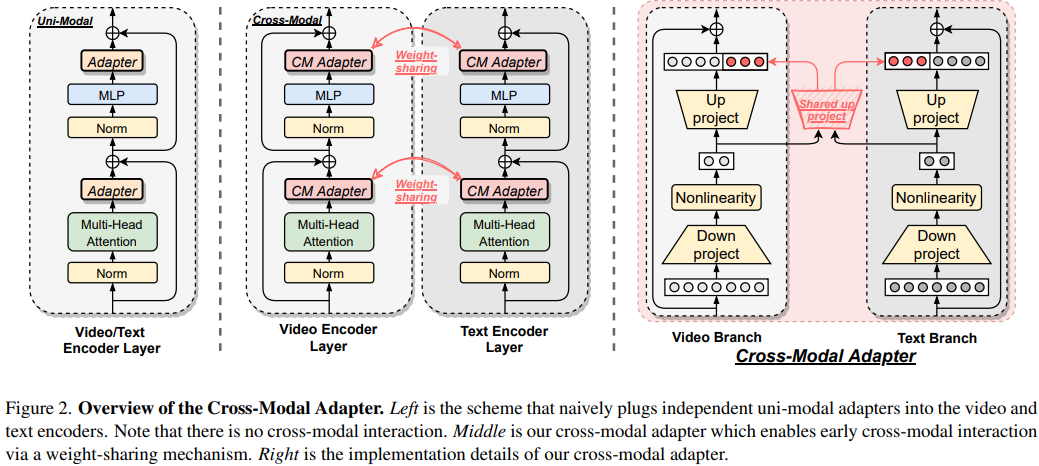 Uni-Modal
Adapter
MLP
Norm
Adapter
Multi-Head
Attention
Norm
Video/Text
Encoder Layer
Cross-Modal
CM Adapter
MLP
Norm
CM Adapter
Multi-Head
Attention
Norm
Video Encoder
Layer
Weight-
sharing
Weight-
sharing
CM Adapter
MLP
Norm
CM Adapter
Multi-Head
Attention
Norm
Text Encoder
Layer
Up
project
Nonlinearity
Down
project
Video Branch
Shared up
project
Up
project
Nonlinearity
Down
project
Text Branch
Cross-Modal Adapter
Figure 2. Overview of the Cross-Modal Adapter. Left is the scheme that naively plugs independent uni-modal adapters into the video and
text encoders. Note that there is no cross-modal interaction. Middle is our cross-modal adapter which enables early cross-modal interaction
via a weight-sharing mechanism. Right is the implementation details of our cross-modal adapter.